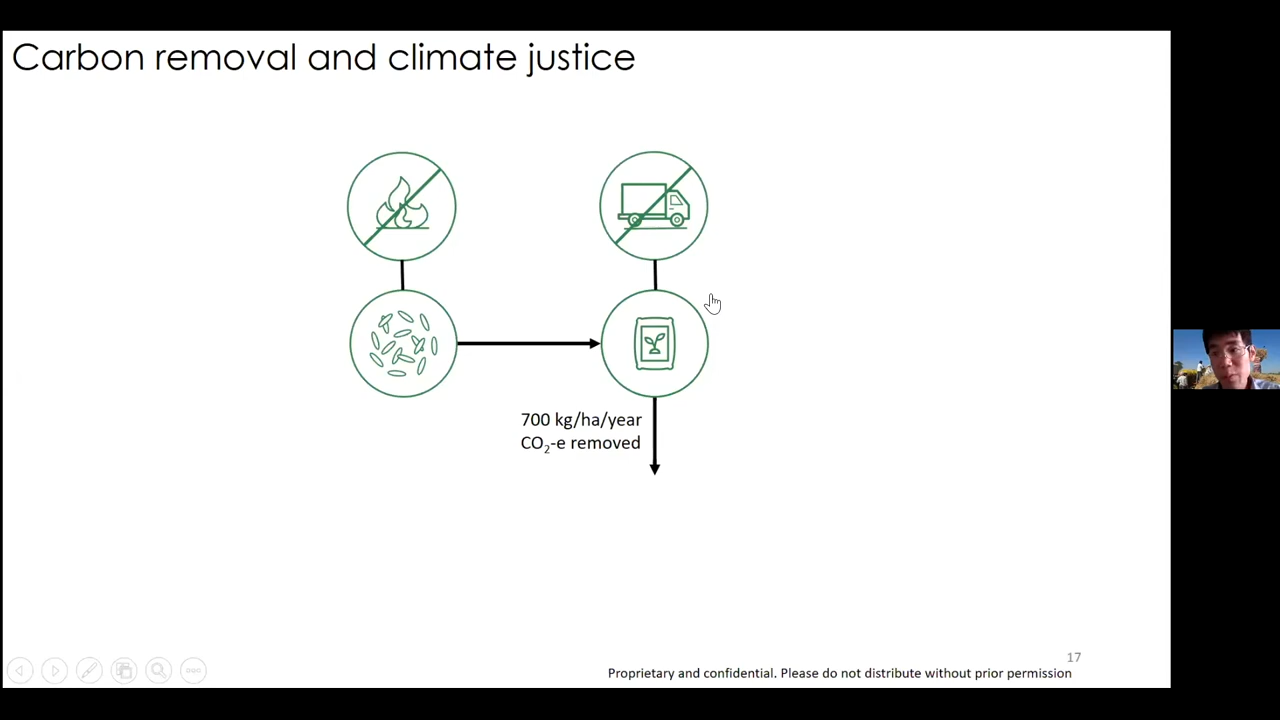 Carbon removal and climate justice
700 kg/ha/year
CO₂-e removed
17
Proprietary and confidential. Please do not distribute without prior permission